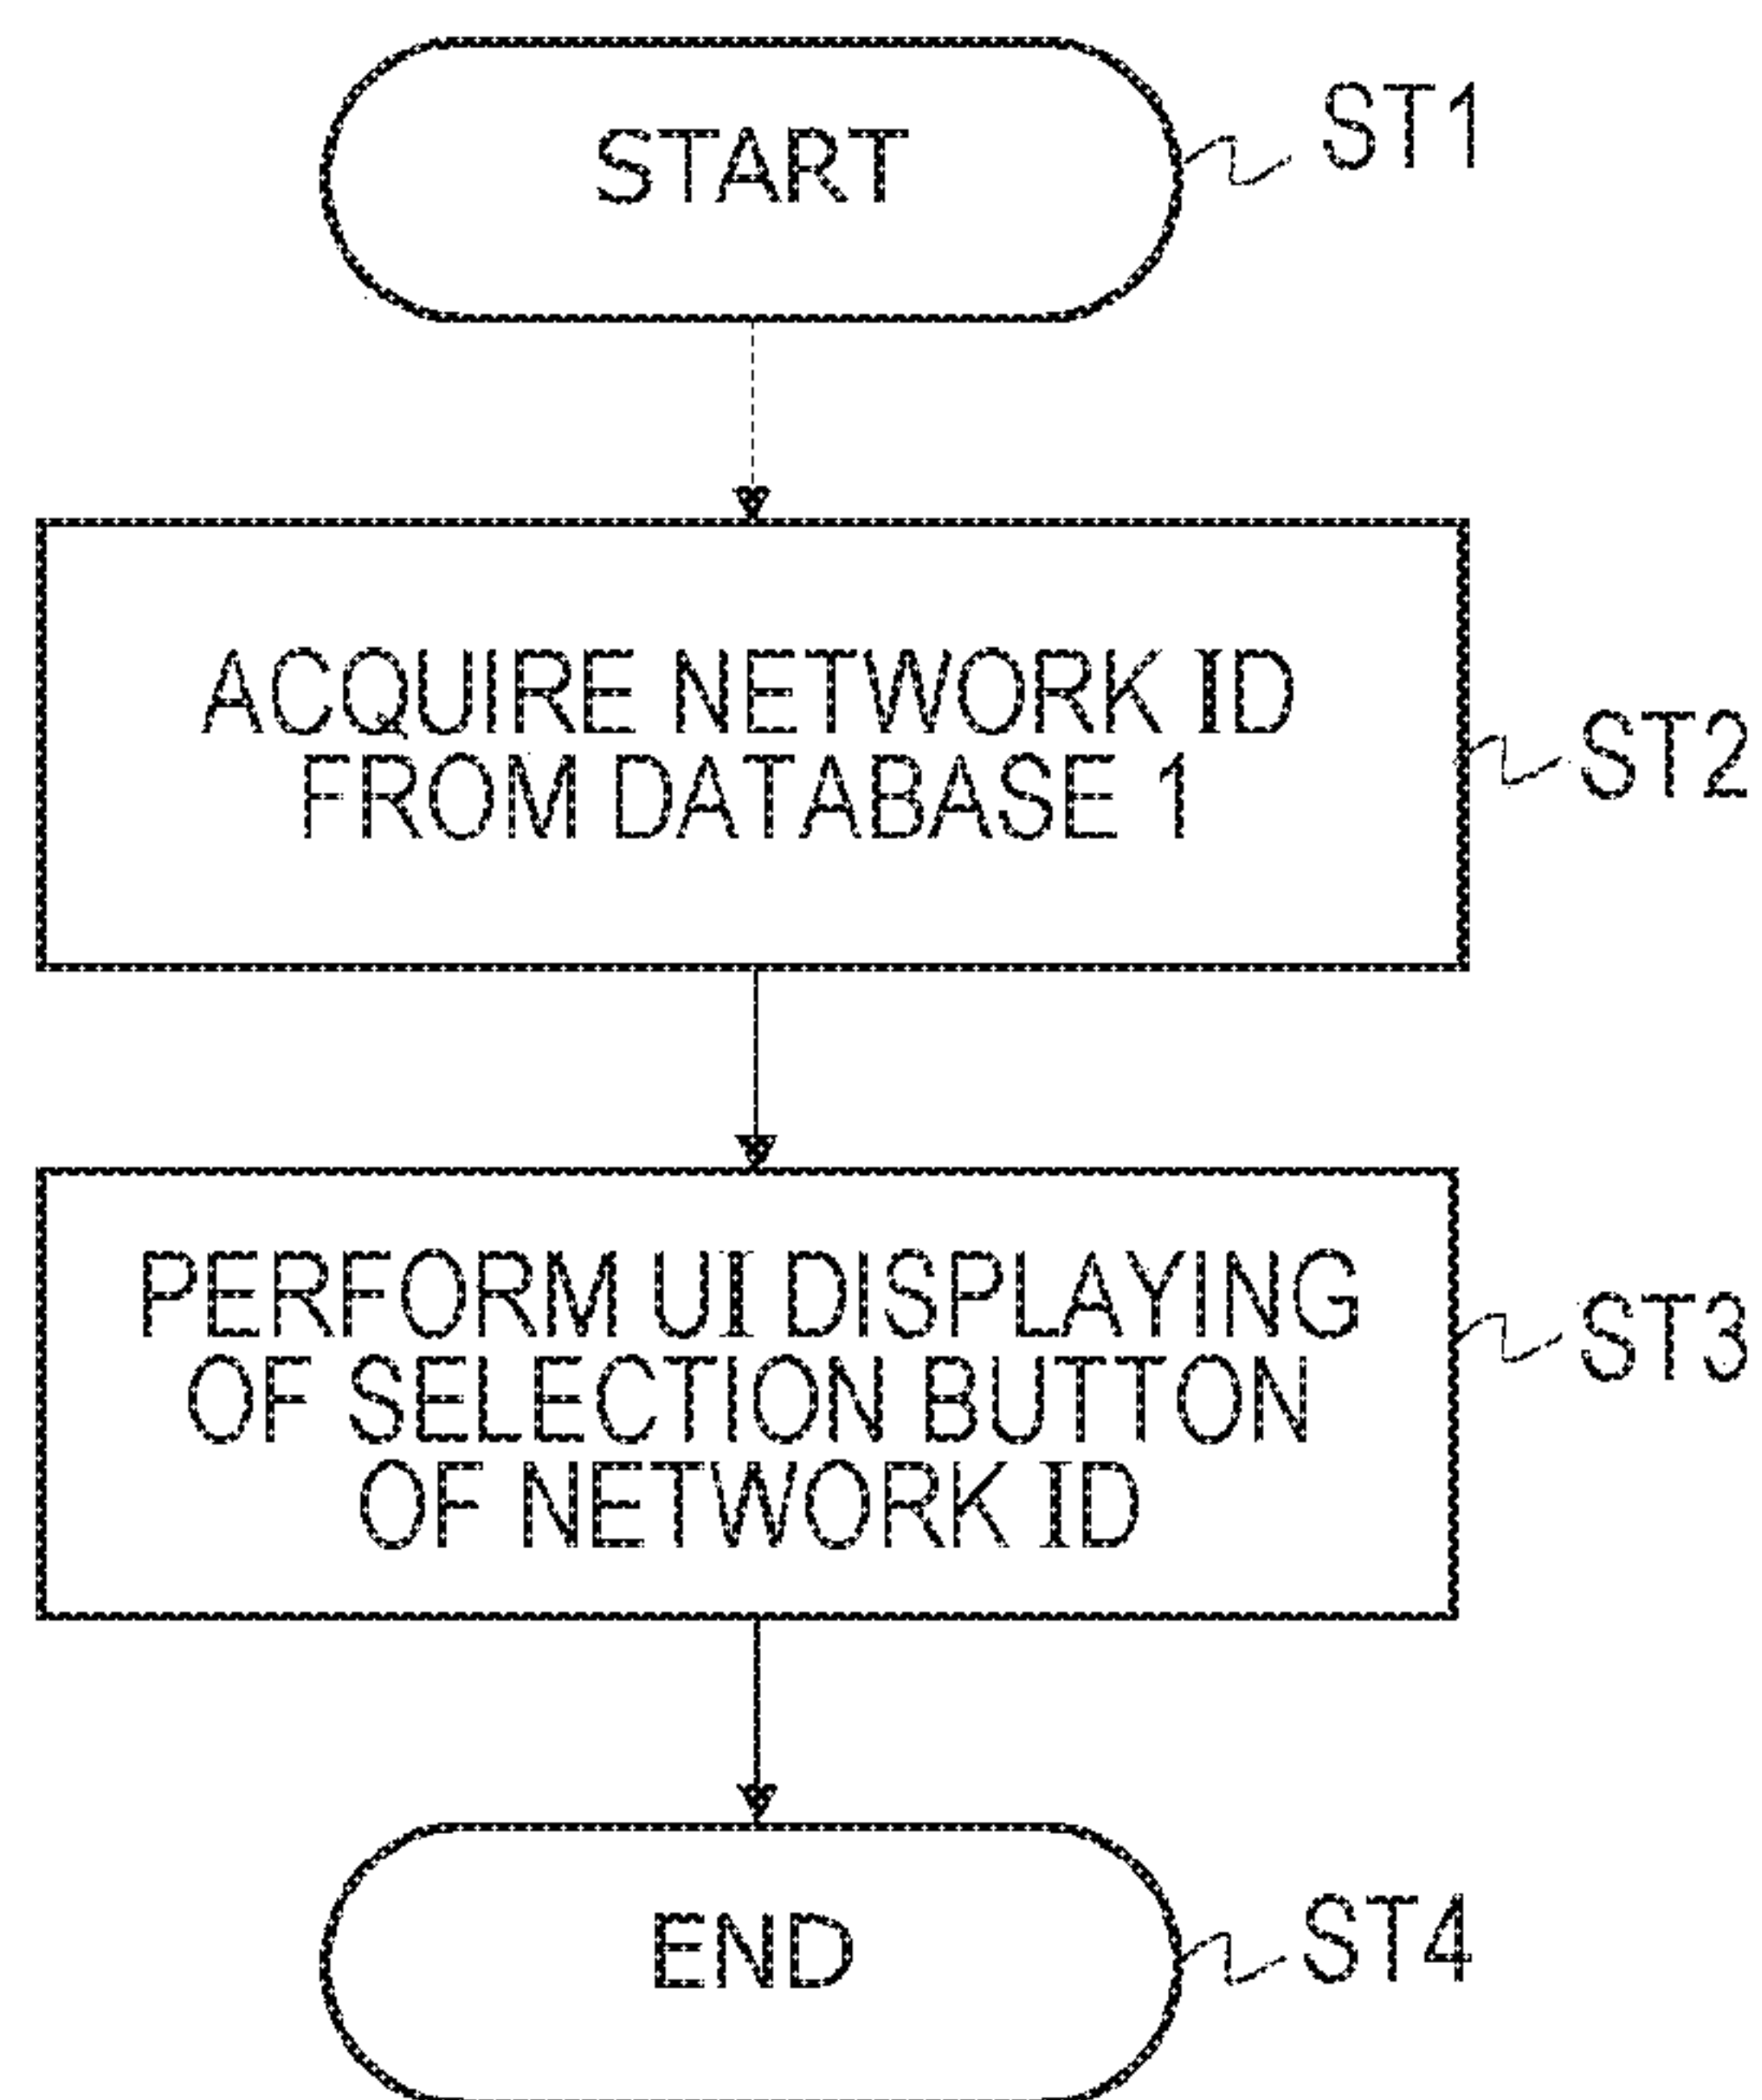 START
ST1
ACQUIRE NETWORK ID
FROM DATABASE 1
ST2
PERFORM UI DISPLAYING
OF SELECTION BUTTON
OF NETWORK ID
ST3
END
ST4